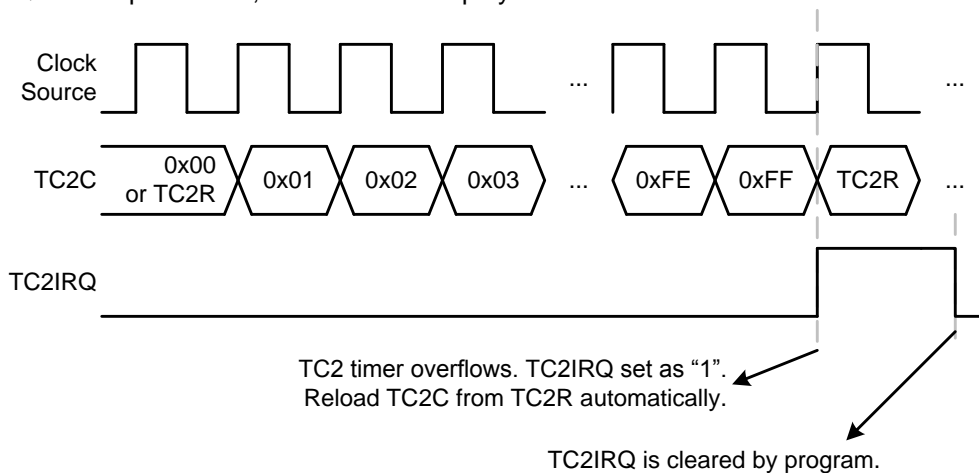 Clock
Source
...
...
TC2C
0x00
or TC2R
0x01
0x02
0x03
...
0xFE
0xFF
TC2R
...
TC2IRQ
TC2 timer overflows. TC2IRQ set as “1”.
Reload TC2C from TC2R automatically.
TC2IRQ is cleared by program.